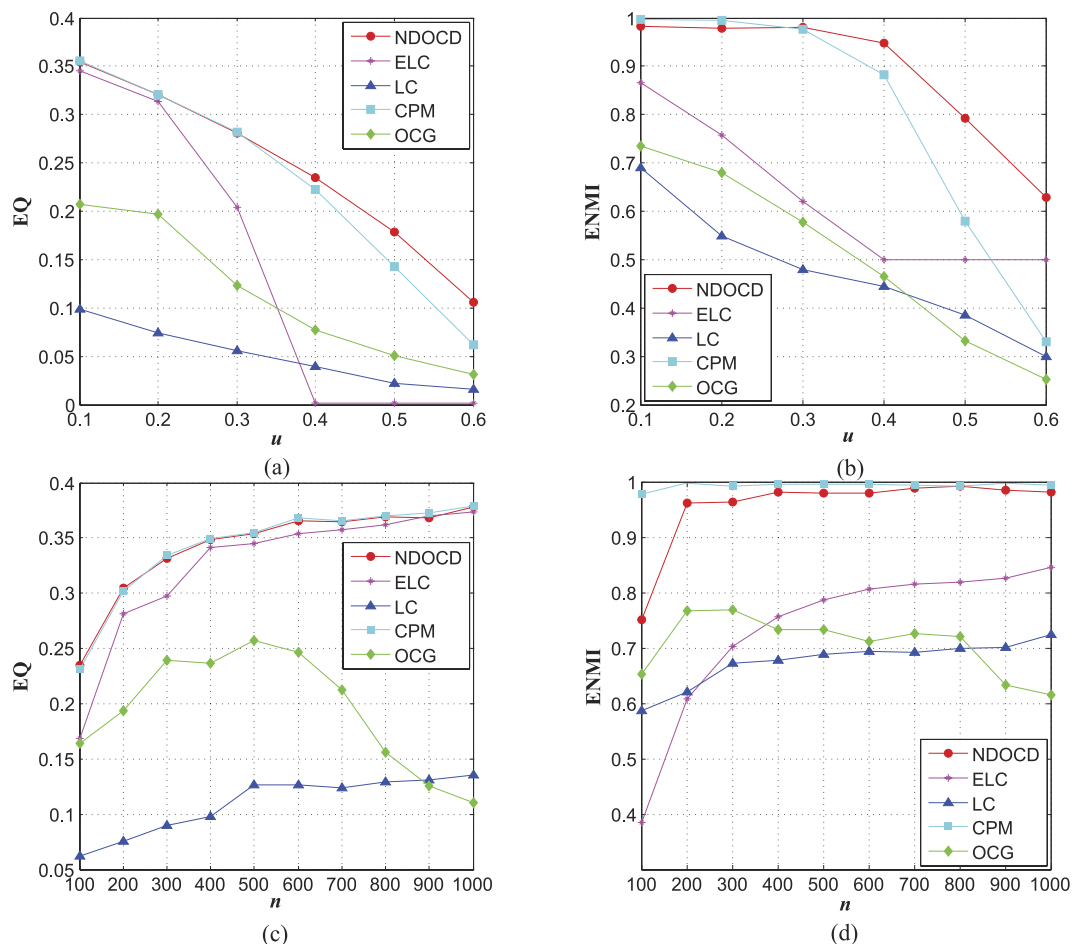 0.4
0.35
0.3
0.25
0.2
0.15
0.1
0.05
0
EQ
NDOCD
ELC
LC
CPM
OCG
0.1 0.2 0.3 0.4 0.5 0.6
u
(a)
1
0.9
0.8
0.7
0.6
0.5
0.4
0.3
0.2
ENMI
NDOCD
ELC
LC
CPM
OCG
0.1 0.2 0.3 0.4 0.5 0.6
u
(b)
0.4
0.35
0.3
0.25
0.2
0.15
0.1
0.05
EQ
NDOCD
ELC
LC
CPM
OCG
100 200 300 400 500 600 700 800 900 1000
n
(c)
1
0.9
0.8
0.7
0.6
0.5
0.4
ENMI
NDOCD
ELC
LC
CPM
OCG
100 200 300 400 500 600 700 800 900 1000
n
(d)